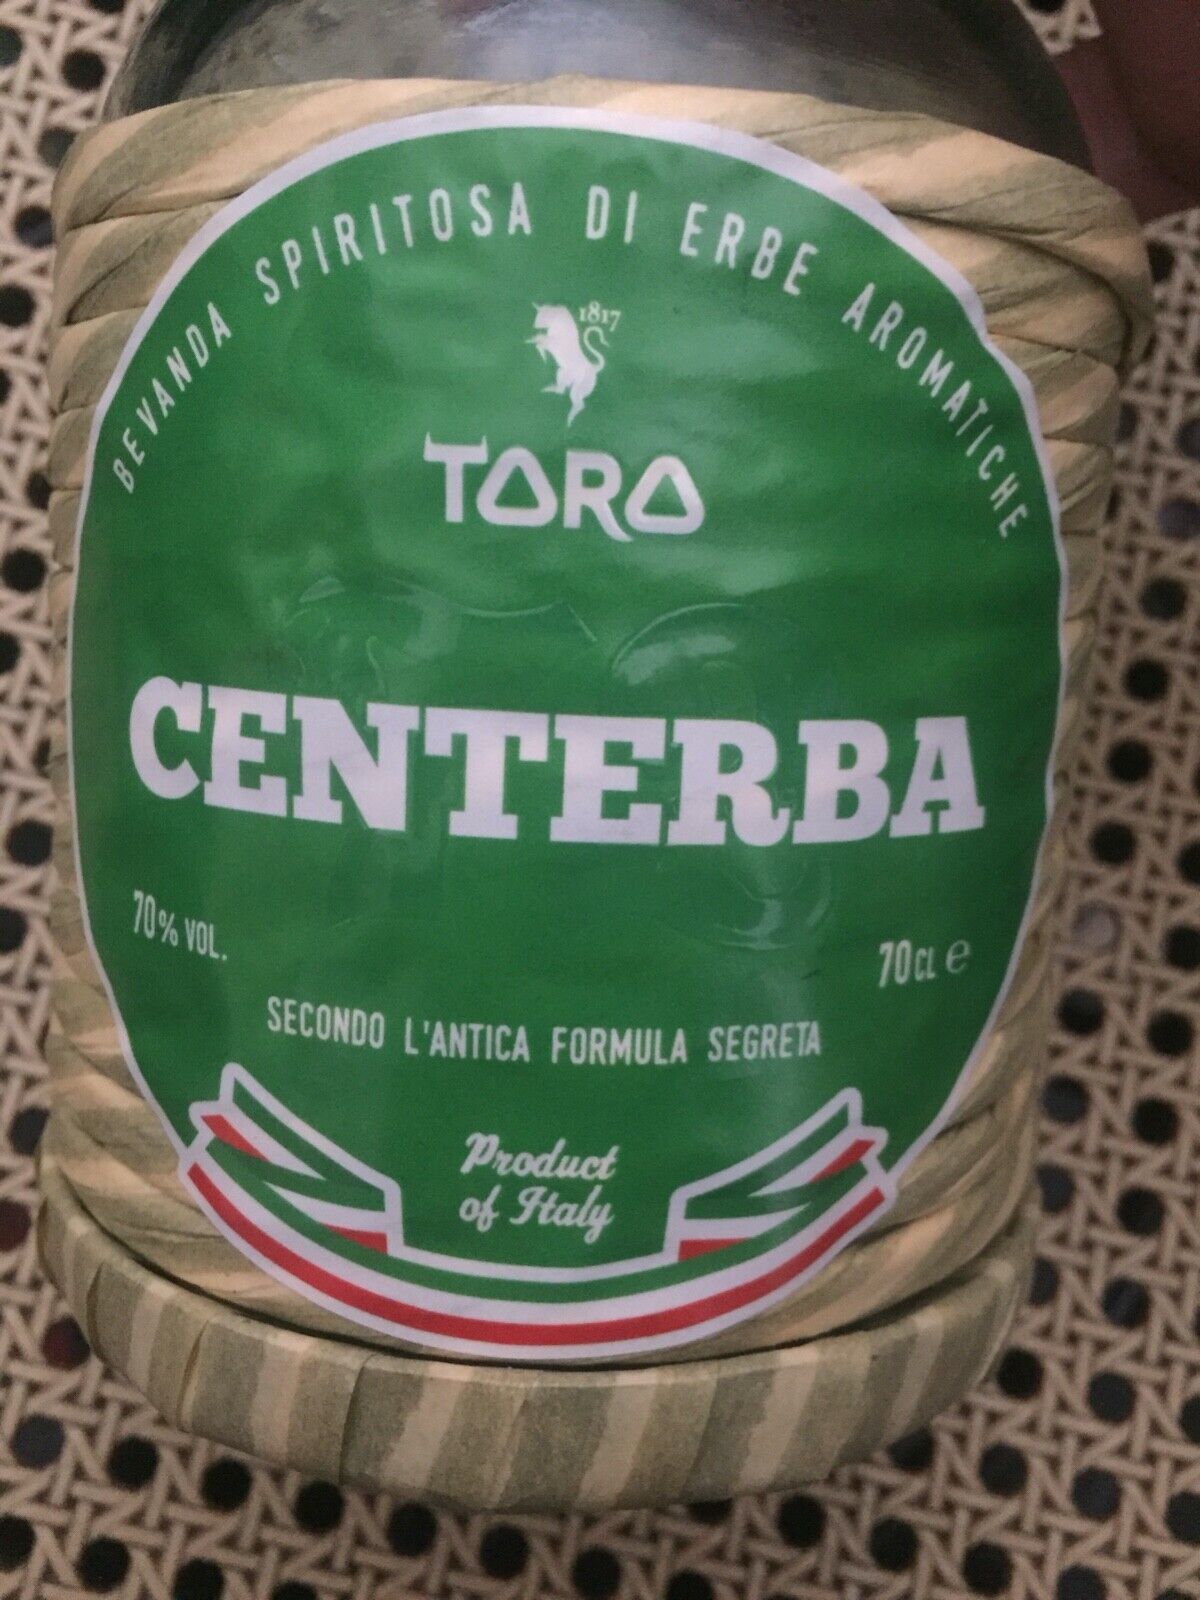 BEVANDA SPIRITOSA DI ERBE AROMATICHE
1817
TORO
CENTERBA
70% VOL.
70CL e
SECONDO L'ANTICA FORMULA SEGRETA
Product
of Italy